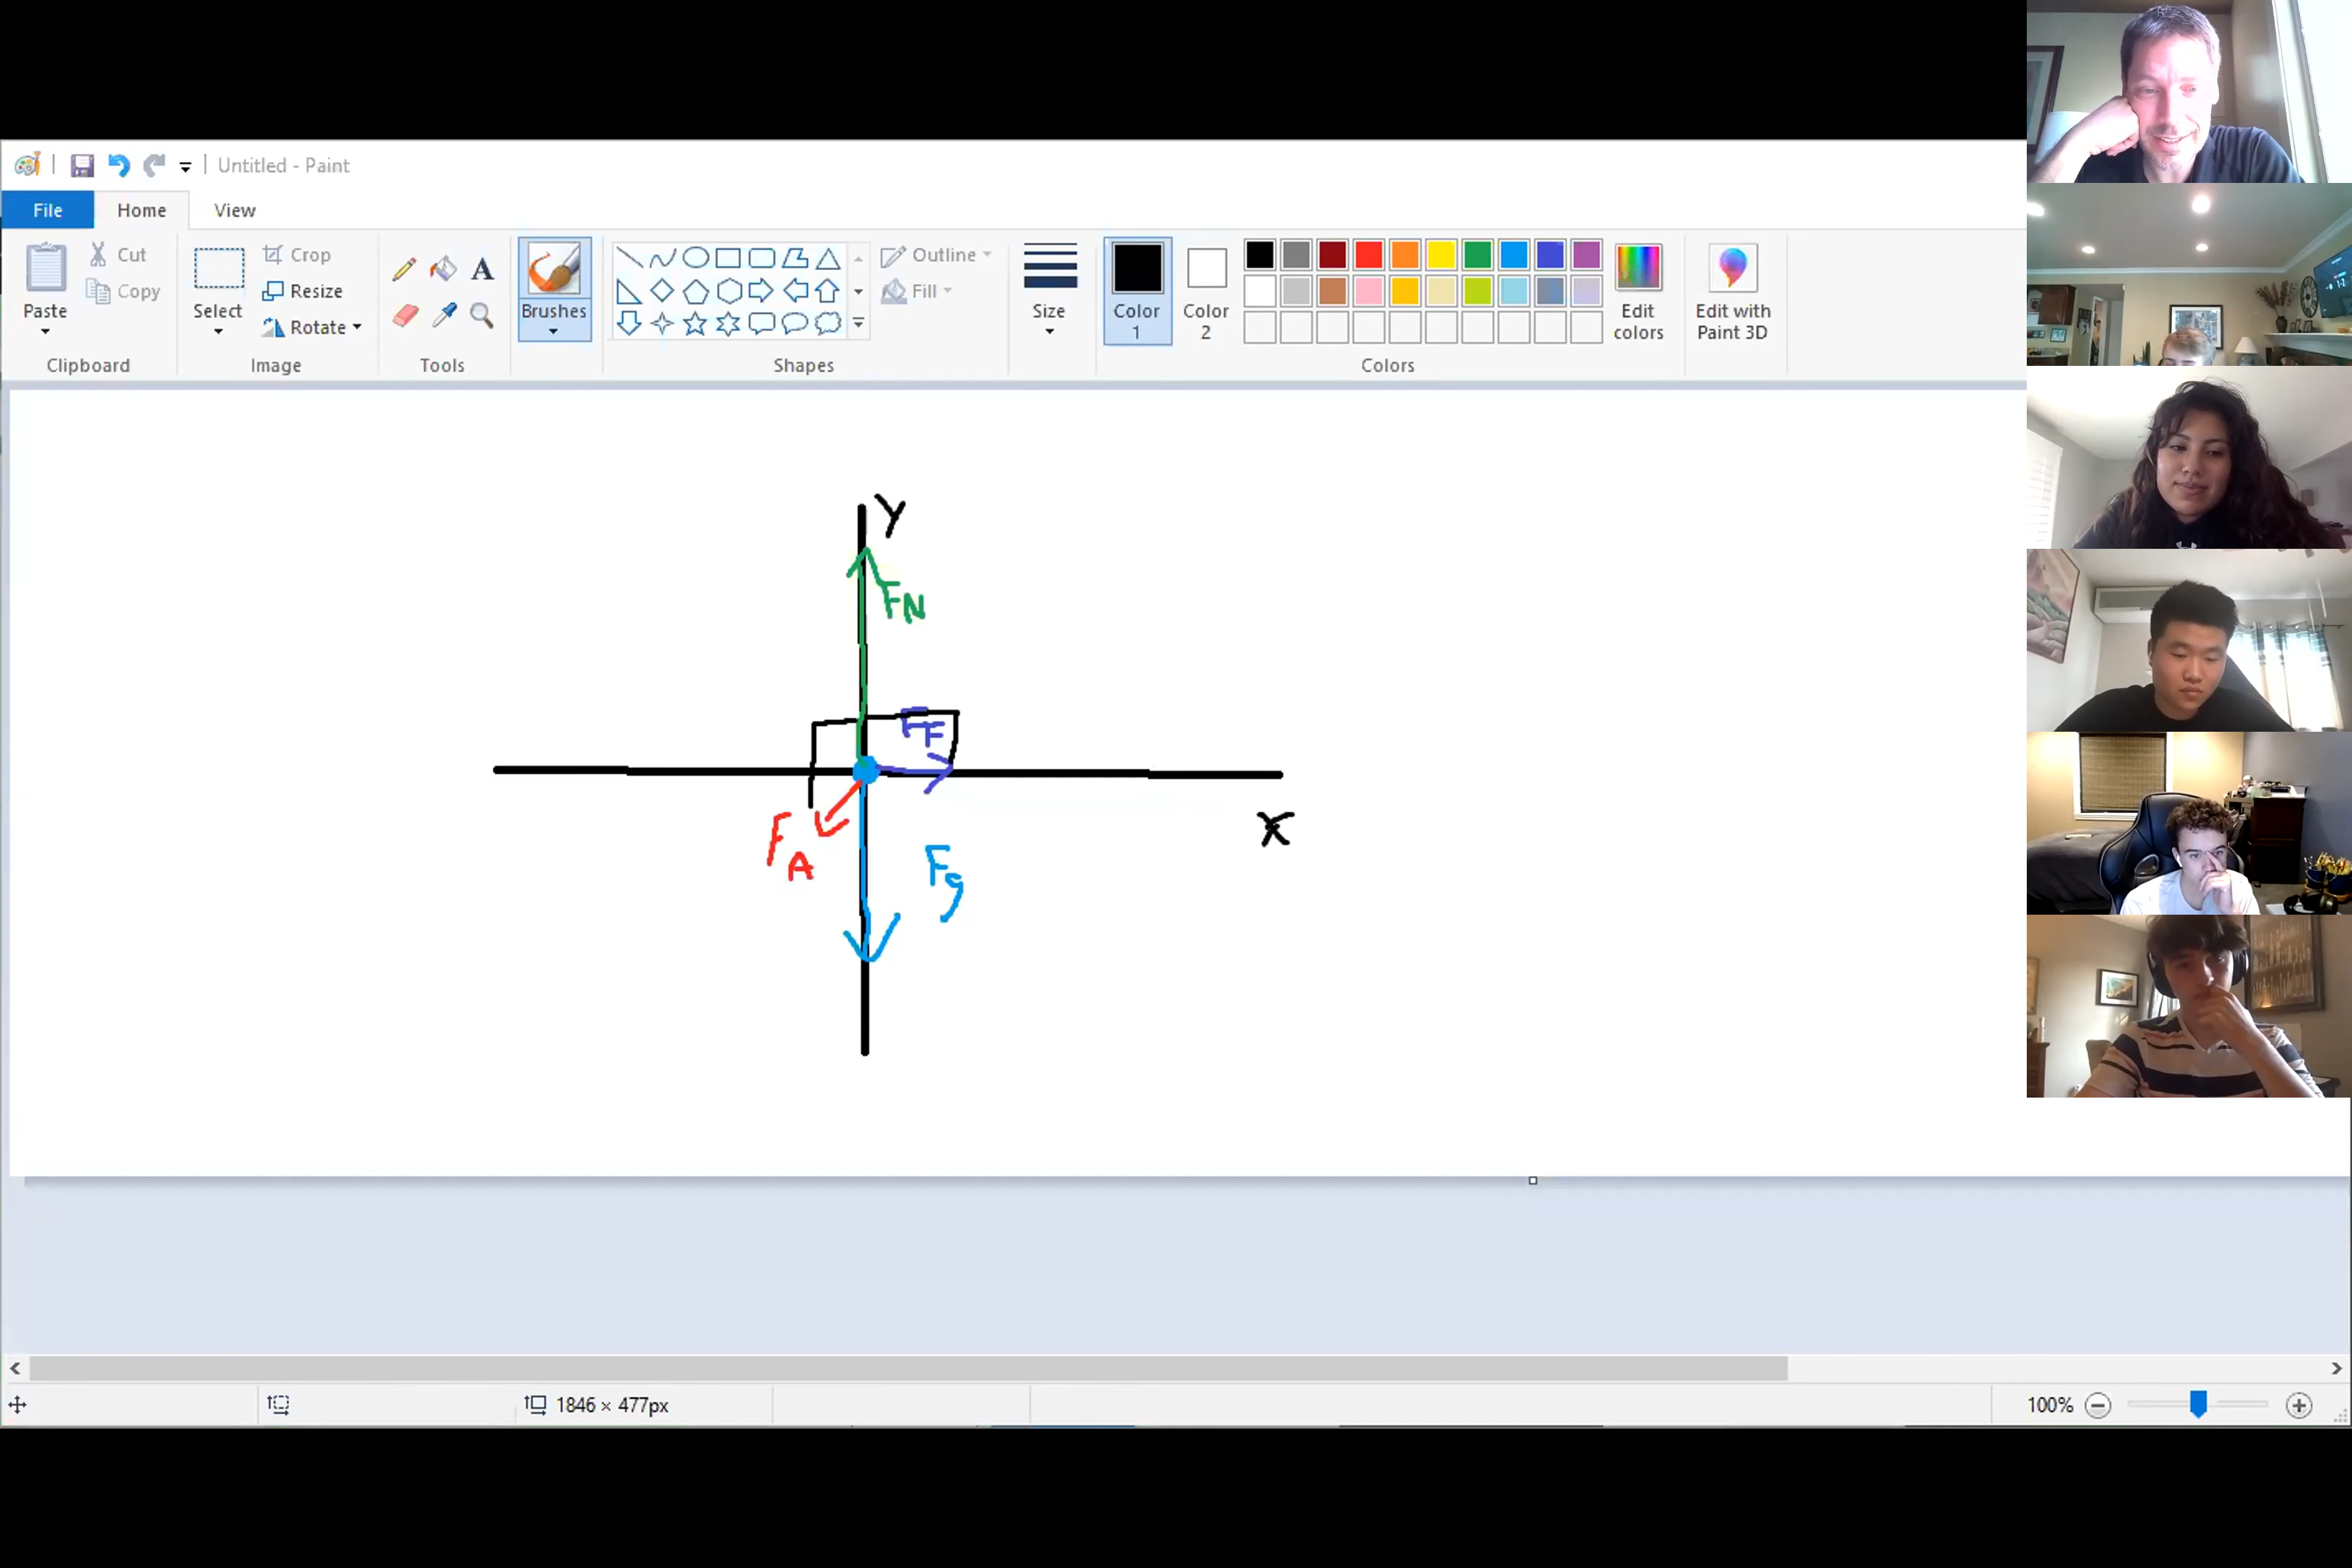 Untitled - Paint
File Home View
Paste
Cut
Copy
Clipboard
Select
Crop
Resize
Rotate
Image
A
Tools
Brushes
Shapes
Outline
Fill
Size
Color 1
Color 2
Colors
Edit colors
Edit with Paint 3D
Y
FN
FF
X
FA
Fg
1846 × 477px
100%